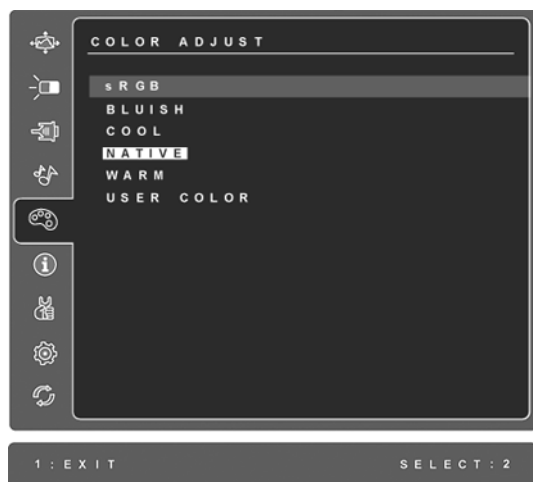 COLOR ADJUST
sRGB
BLUISH
COOL
NATIVE
WARM
USER COLOR
1:EXIT SELECT:2